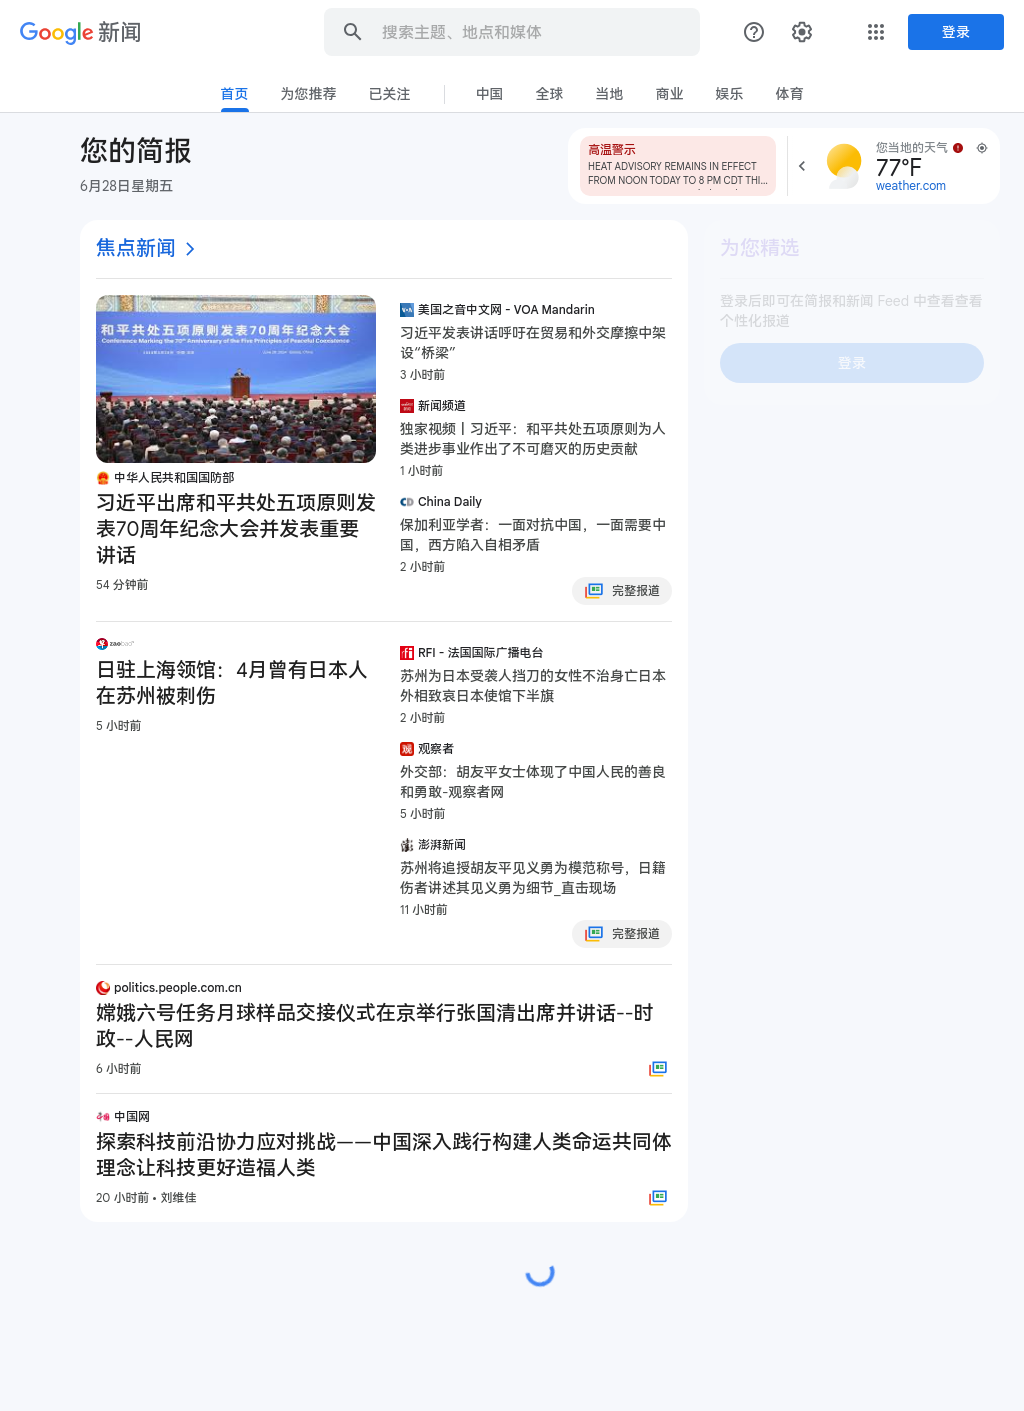 Google 新闻
搜索主题、地点和媒体
登录
首页
为您推荐
已关注
中国
全球
当地
商业
娱乐
体育
您的简报
6月28日星期五
高温警示
HEAT ADVISORY REMAINS IN EFFECT
FROM NOON TODAY TO 8 PM CDT THI...
您当地的天气
77°F
weather.com
焦点新闻
为您精选
登录后即可在简报和新闻 Feed 中查看查看
个性化报道
登录
和平共处五项原则发表70周年纪念大会
Conference Marking the 70th Anniversary of the Five Principles of Peaceful Coexistence
中华人民共和国国防部
习近平出席和平共处五项原则发
表70周年纪念大会并发表重要
讲话
54 分钟前
VOA
美国之音中文网 - VOA Mandarin
习近平发表讲话呼吁在贸易和外交摩擦中架
设“桥梁”
3 小时前
新闻频道
独家视频丨习近平：和平共处五项原则为人
类进步事业作出了不可磨灭的历史贡献
1 小时前
CD
China Daily
保加利亚学者：一面对抗中国，一面需要中
国，西方陷入自相矛盾
2 小时前
完整报道
zaobao
日驻上海领馆：4月曾有日本人
在苏州被刺伤
5 小时前
rfi
RFI - 法国国际广播电台
苏州为日本受袭人挡刀的女性不治身亡日本
外相致哀日本使馆下半旗
2 小时前
观
观察者
外交部：胡友平女士体现了中国人民的善良
和勇敢-观察者网
5 小时前
澎湃新闻
苏州将追授胡友平见义勇为模范称号，日籍
伤者讲述其见义勇为细节_直击现场
11 小时前
完整报道
politics.people.com.cn
嫦娥六号任务月球样品交接仪式在京举行张国清出席并讲话--时
政--人民网
6 小时前
中国网
探索科技前沿协力应对挑战——中国深入践行构建人类命运共同体
理念让科技更好造福人类
20 小时前 • 刘维佳